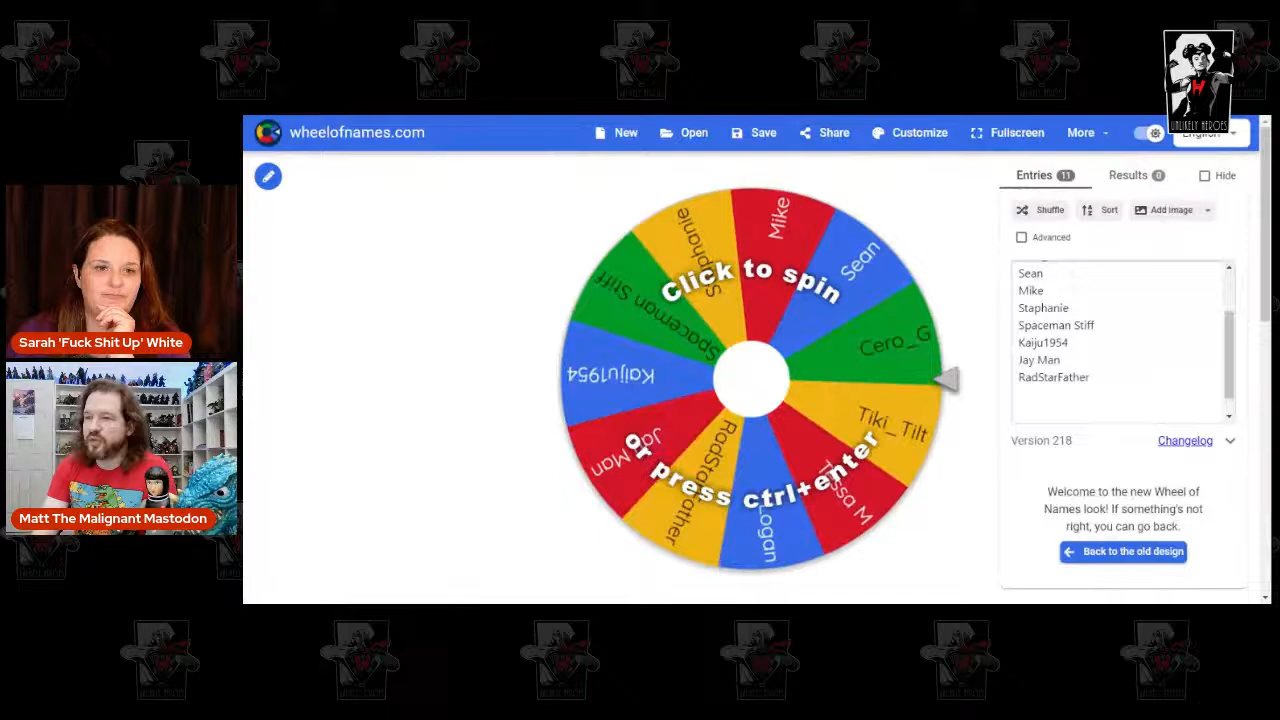 wheelofnames.com
New
Open
Save
Share
Customize
Fullscreen
More
English
UNLIKELY HEROES
Entries 11
Results 0
Hide
Shuffle
Sort
Add image
Advanced
Sean
Mike
Staphanie
Spaceman Stiff
Kaiju1954
Jay Man
RadStarFather
Version 218
Changelog
Welcome to the new Wheel of
Names look! If something's not
right, you can go back.
Back to the old design
Click to spin
or press ctrl+enter
Mike
Sean
Cero_G
Tiki_Tilt
Tessa W
Logan
RadStarFather
Jay Man
Kaiju1954
Spaceman Stiff
Staphanie
Sarah 'Fuck Shit Up' White
Matt The Malignant Mastodon